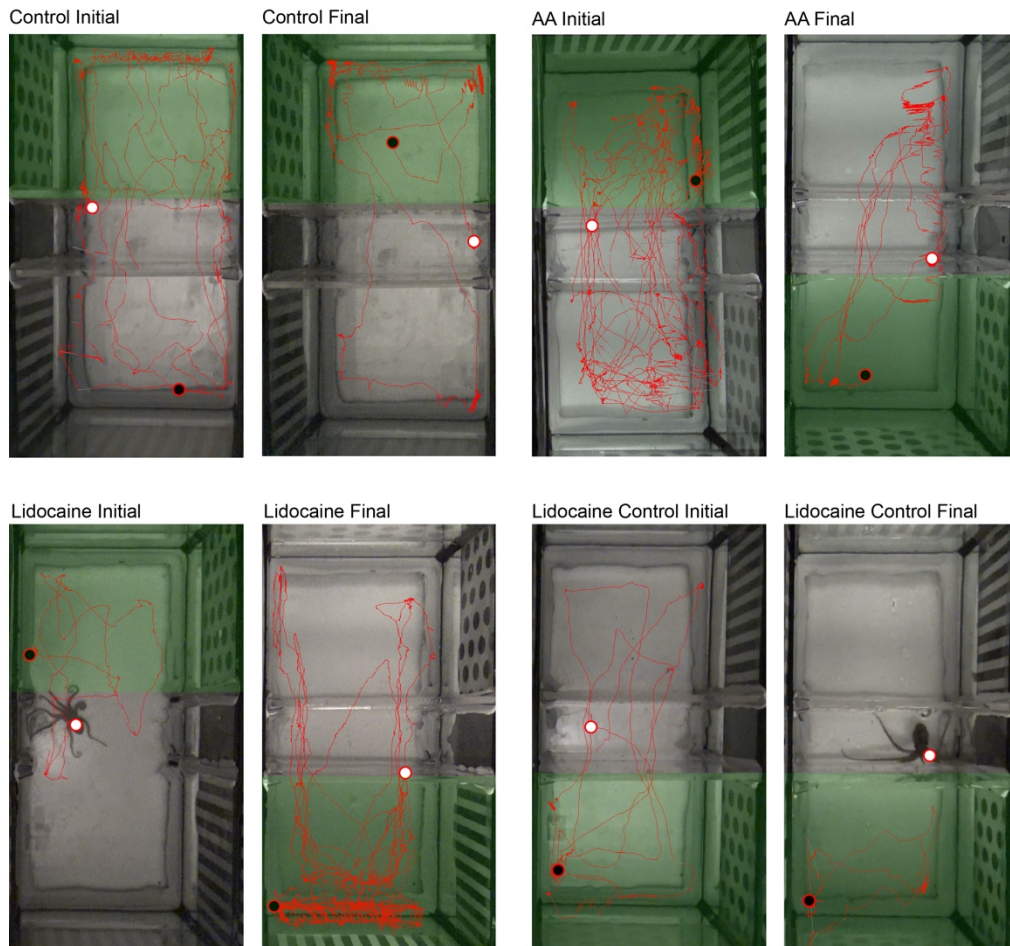 Control Initial
Control Final
AA Initial
AA Final
Lidocaine Initial
Lidocaine Final
Lidocaine Control Initial
Lidocaine Control Final